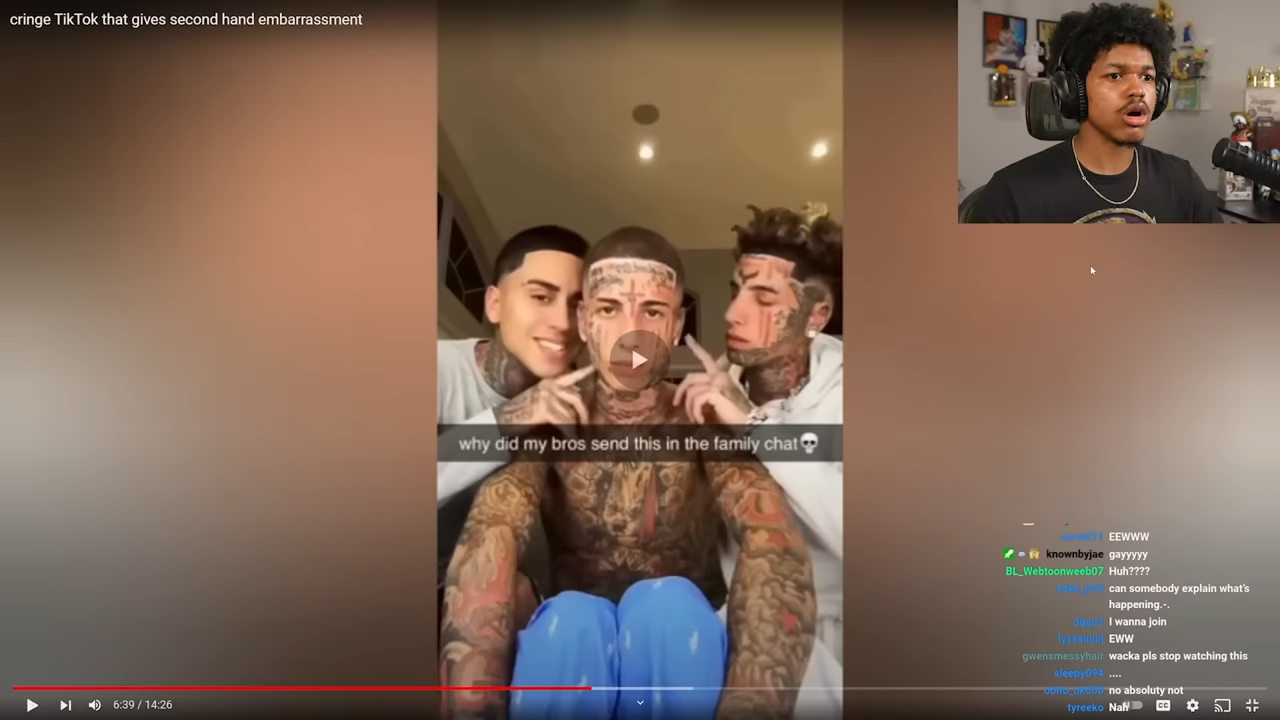 cringe TikTok that gives second hand embarrassment
why did my bros send this in the family chat💀
EEWWW
knownbyjae gayyyyy
BL_Webtoonweeb07 Huh????
can somebody explain what's
happening.-.
I wanna join
EWW
gwensmessyhair wacka pls stop watching this
sleepy094 ....
no absoluty not
tyreeko Naff
6:39 / 14:26
CC